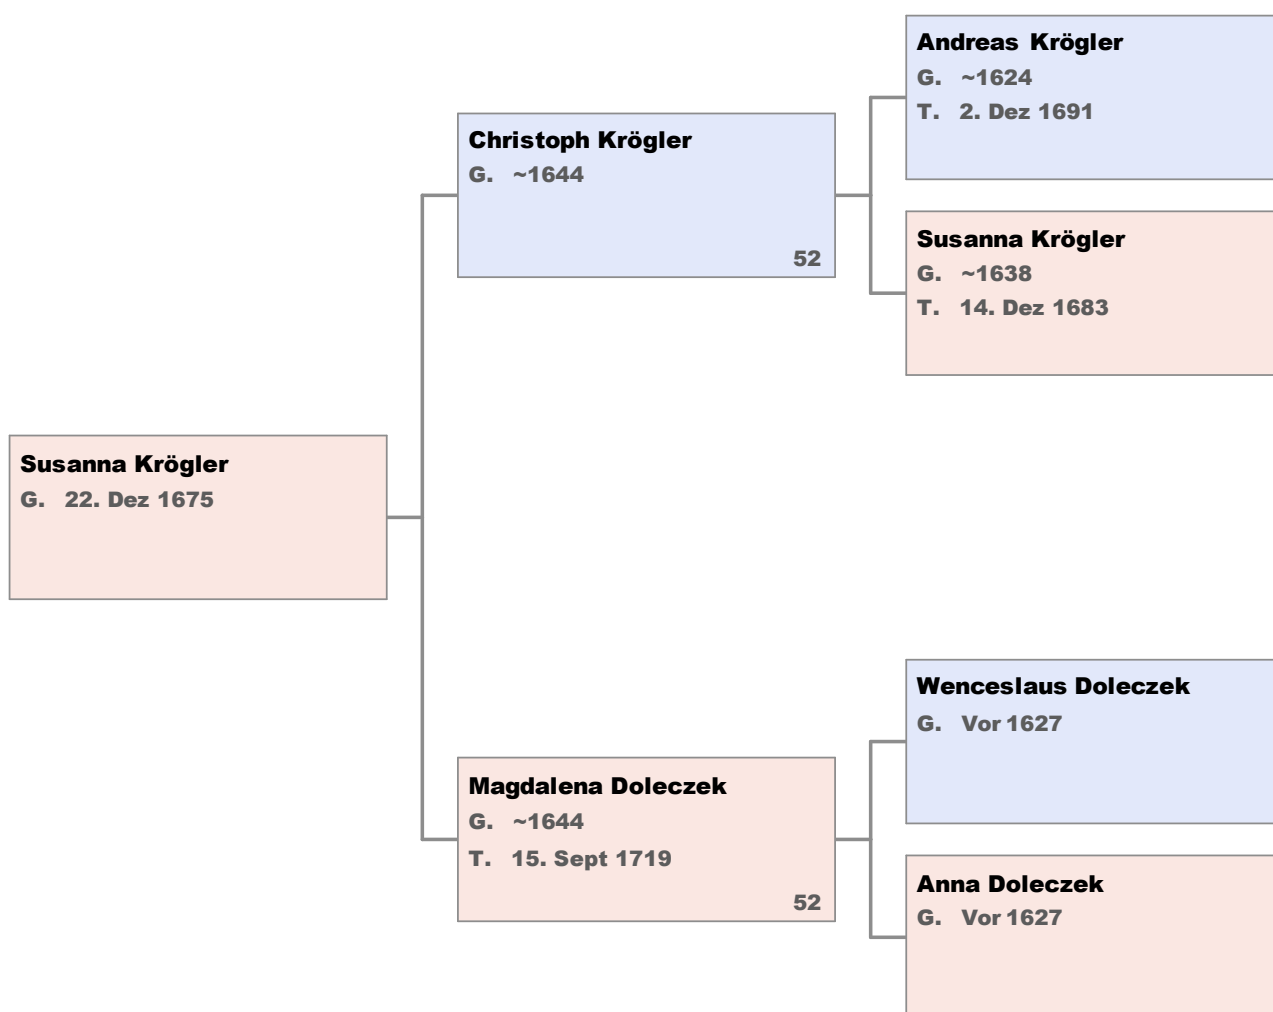 Andreas Krögler
G. ~1624
T. 2. Dez 1691
Christoph Krögler
G. ~1644
52
Susanna Krögler
G. ~1638
T. 14. Dez 1683
Susanna Krögler
G. 22. Dez 1675
Wenceslaus Doleczek
G. Vor 1627
Magdalena Doleczek
G. ~1644
T. 15. Sept 1719
52
Anna Doleczek
G. Vor 1627